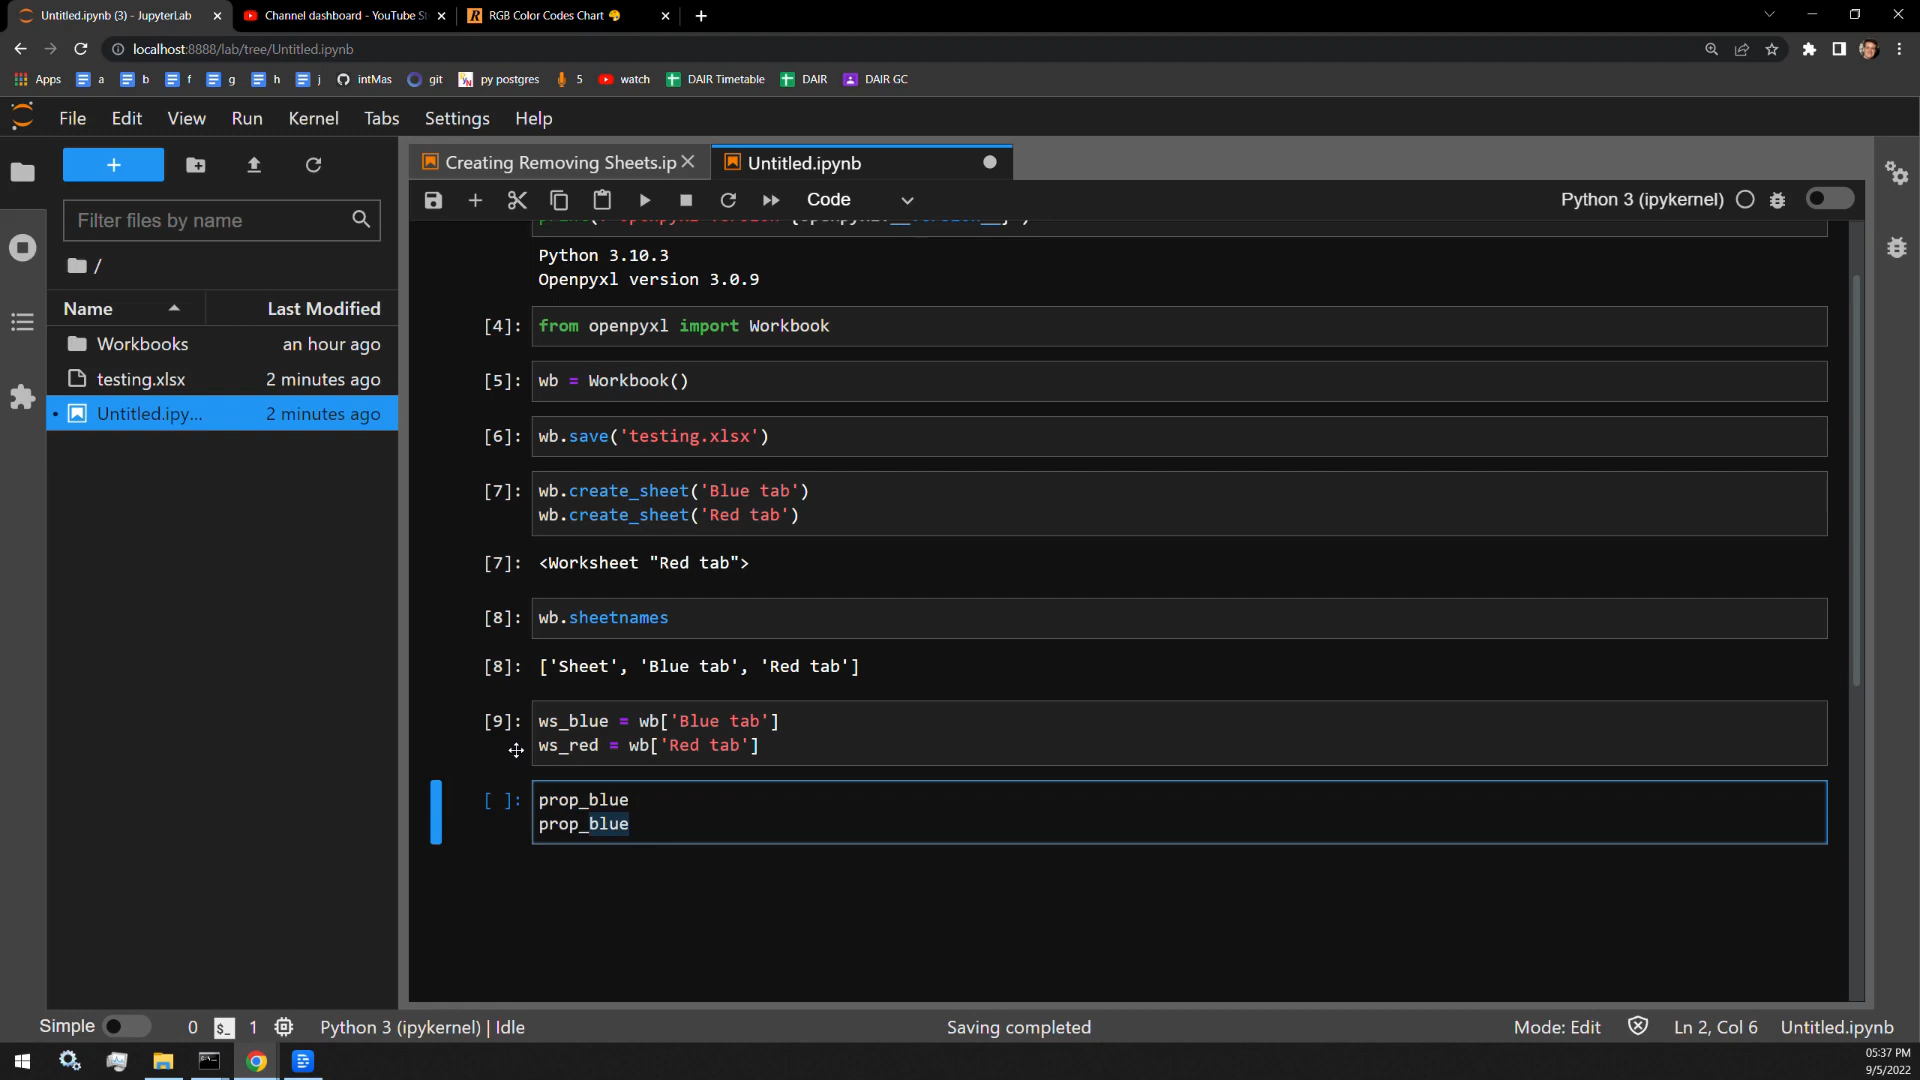 Untitled.ipynb (3) - JupyterLab
Channel dashboard - YouTube St
RGB Color Codes Chart
localhost:8888/lab/tree/Untitled.ipynb
Apps a b f g h j intMas git py postgres 5 watch DAIR Timetable DAIR DAIR GC
File Edit View Run Kernel Tabs Settings Help
Creating Removing Sheets.ip
Untitled.ipynb
Code
Python 3 (ipykernel)
Filter files by name
/
Name Last Modified
Workbooks an hour ago
testing.xlsx 2 minutes ago
Untitled.ipy... 2 minutes ago
Python 3.10.3
Openpyxl version 3.0.9
[4]: from openpyxl import Workbook
[5]: wb = Workbook()
[6]: wb.save('testing.xlsx')
[7]: wb.create_sheet('Blue tab')
wb.create_sheet('Red tab')
[7]: <Worksheet "Red tab">
[8]: wb.sheetnames
[8]: ['Sheet', 'Blue tab', 'Red tab']
[9]: ws_blue = wb['Blue tab']
ws_red = wb['Red tab']
[ ]: prop_blue
prop_blue
Simple 0 1 Python 3 (ipykernel) | Idle Saving completed Mode: Edit Ln 2, Col 6 Untitled.ipynb
05:37 PM
9/5/2022